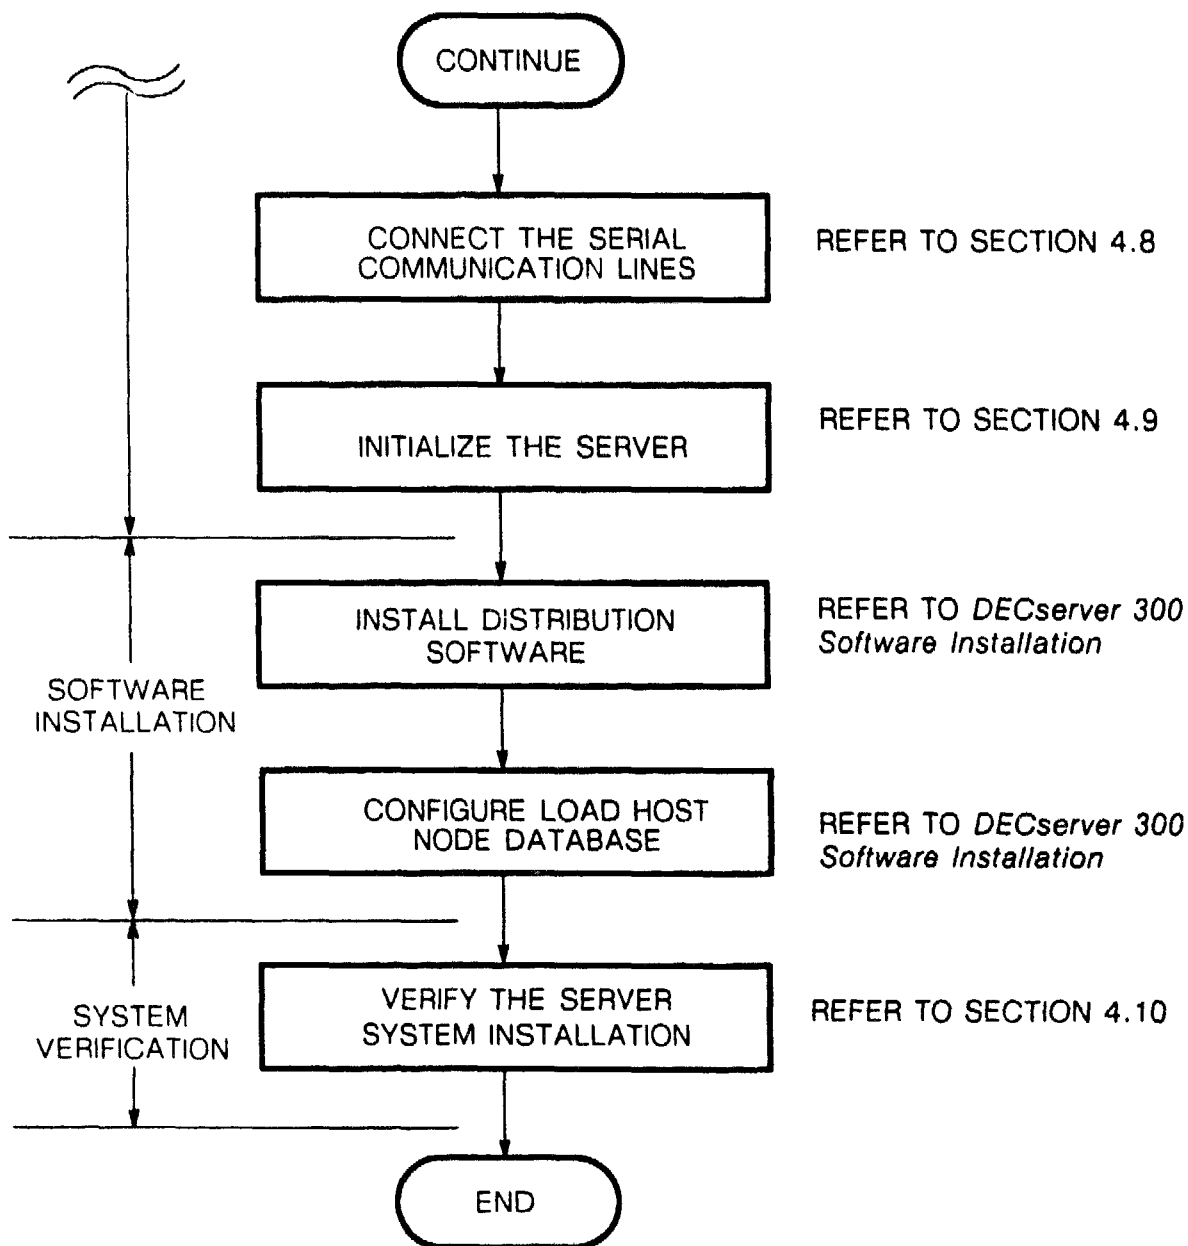 CONTINUE
CONNECT THE SERIAL
COMMUNICATION LINES
REFER TO SECTION 4.8
INITIALIZE THE SERVER
REFER TO SECTION 4.9
SOFTWARE
INSTALLATION
INSTALL DISTRIBUTION
SOFTWARE
REFER TO DECserver 300
Software Installation
CONFIGURE LOAD HOST
NODE DATABASE
REFER TO DECserver 300
Software Installation
SYSTEM
VERIFICATION
VERIFY THE SERVER
SYSTEM INSTALLATION
REFER TO SECTION 4.10
END